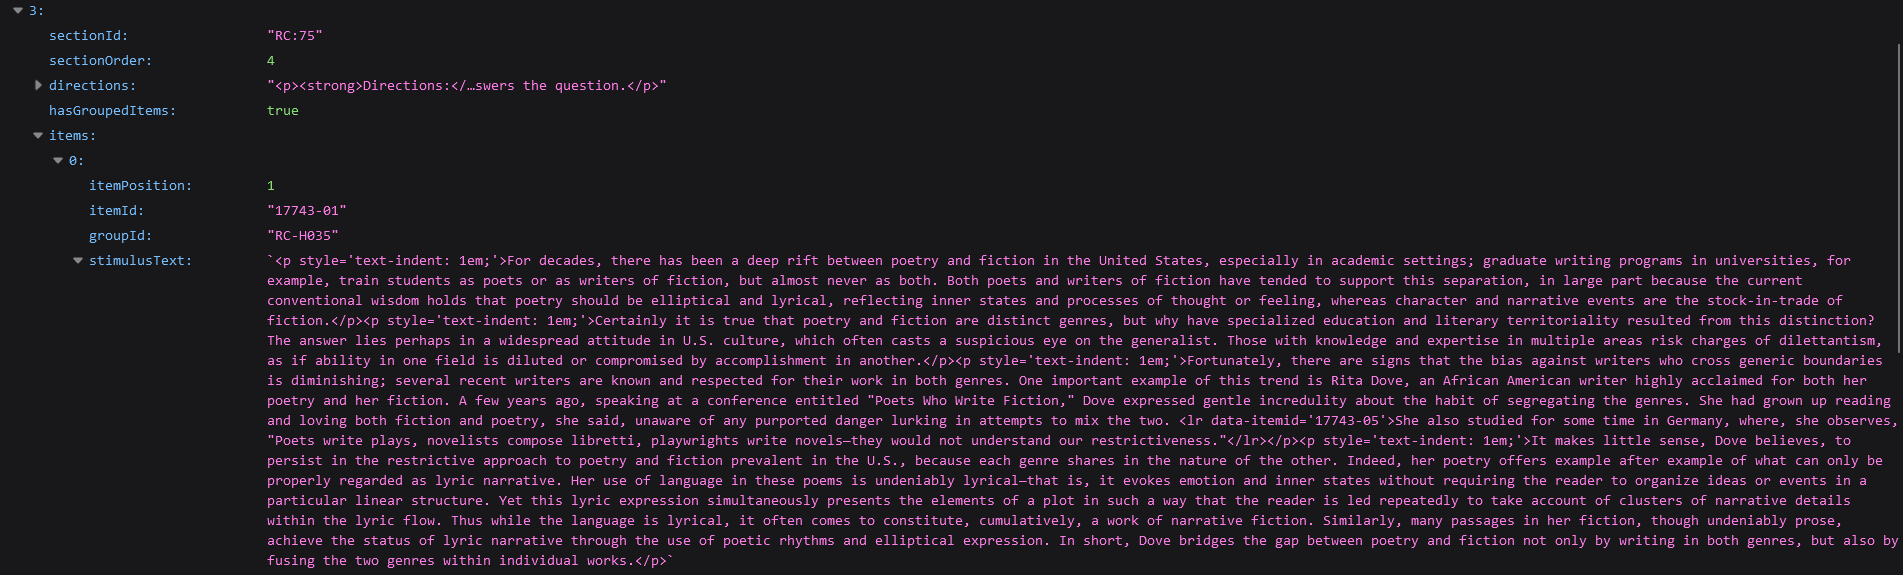 3:
sectionId: "RC:75"
sectionOrder: 4
directions: "<p><strong>Directions:</…swers the question.</p>"
hasGroupedItems: true
items:
0:
itemPosition: 1
itemId: "17743-01"
groupId: "RC-H035"
stimulusText: `<p style='text-indent: 1em;'>For decades, there has been a deep rift between poetry and fiction in the United States, especially in academic settings; graduate writing programs in universities, for
example, train students as poets or as writers of fiction, but almost never as both. Both poets and writers of fiction have tended to support this separation, in large part because the current
conventional wisdom holds that poetry should be elliptical and lyrical, reflecting inner states and processes of thought or feeling, whereas character and narrative events are the stock-in-trade of
fiction.</p><p style='text-indent: 1em;'>Certainly it is true that poetry and fiction are distinct genres, but why have specialized education and literary territoriality resulted from this distinction?
The answer lies perhaps in a widespread attitude in U.S. culture, which often casts a suspicious eye on the generalist. Those with knowledge and expertise in multiple areas risk charges of dilettantism,
as if ability in one field is diluted or compromised by accomplishment in another.</p><p style='text-indent: 1em;'>Fortunately, there are signs that the bias against writers who cross generic boundaries
is diminishing; several recent writers are known and respected for their work in both genres. One important example of this trend is Rita Dove, an African American writer highly acclaimed for both her
poetry and her fiction. A few years ago, speaking at a conference entitled "Poets Who Write Fiction," Dove expressed gentle incredulity about the habit of segregating the genres. She had grown up reading
and loving both fiction and poetry, she said, unaware of any purported danger lurking in attempts to mix the two. <lr data-itemid='17743-05'>She also studied for some time in Germany, where, she observes,
"Poets write plays, novelists compose libretti, playwrights write novels—they would not understand our restrictiveness."</lr></p><p style='text-indent: 1em;'>It makes little sense, Dove believes, to
persist in the restrictive approach to poetry and fiction prevalent in the U.S., because each genre shares in the nature of the other. Indeed, her poetry offers example after example of what can only be
properly regarded as lyric narrative. Her use of language in these poems is undeniably lyrical—that is, it evokes emotion and inner states without requiring the reader to organize ideas or events in a
particular linear structure. Yet this lyric expression simultaneously presents the elements of a plot in such a way that the reader is led repeatedly to take account of clusters of narrative details
within the lyric flow. Thus while the language is lyrical, it often comes to constitute, cumulatively, a work of narrative fiction. Similarly, many passages in her fiction, though undeniably prose,
achieve the status of lyric narrative through the use of poetic rhythms and elliptical expression. In short, Dove bridges the gap between poetry and fiction not only by writing in both genres, but also by
fusing the two genres within individual works.</p>`